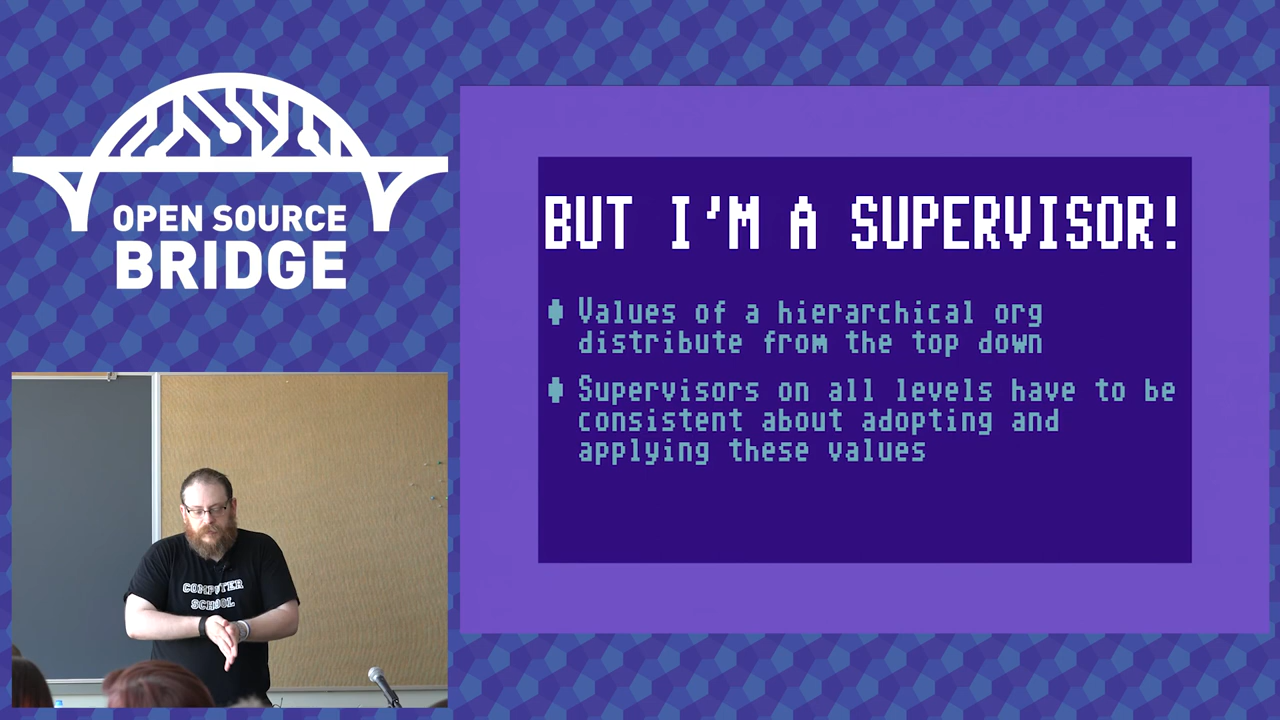 OPEN SOURCE
BRIDGE
BUT I'M A SUPERVISOR!
Values of a hierarchical org
distribute from the top down
Supervisors on all levels have to be
consistent about adopting and
applying these values
COMPUTER
SCHOOL